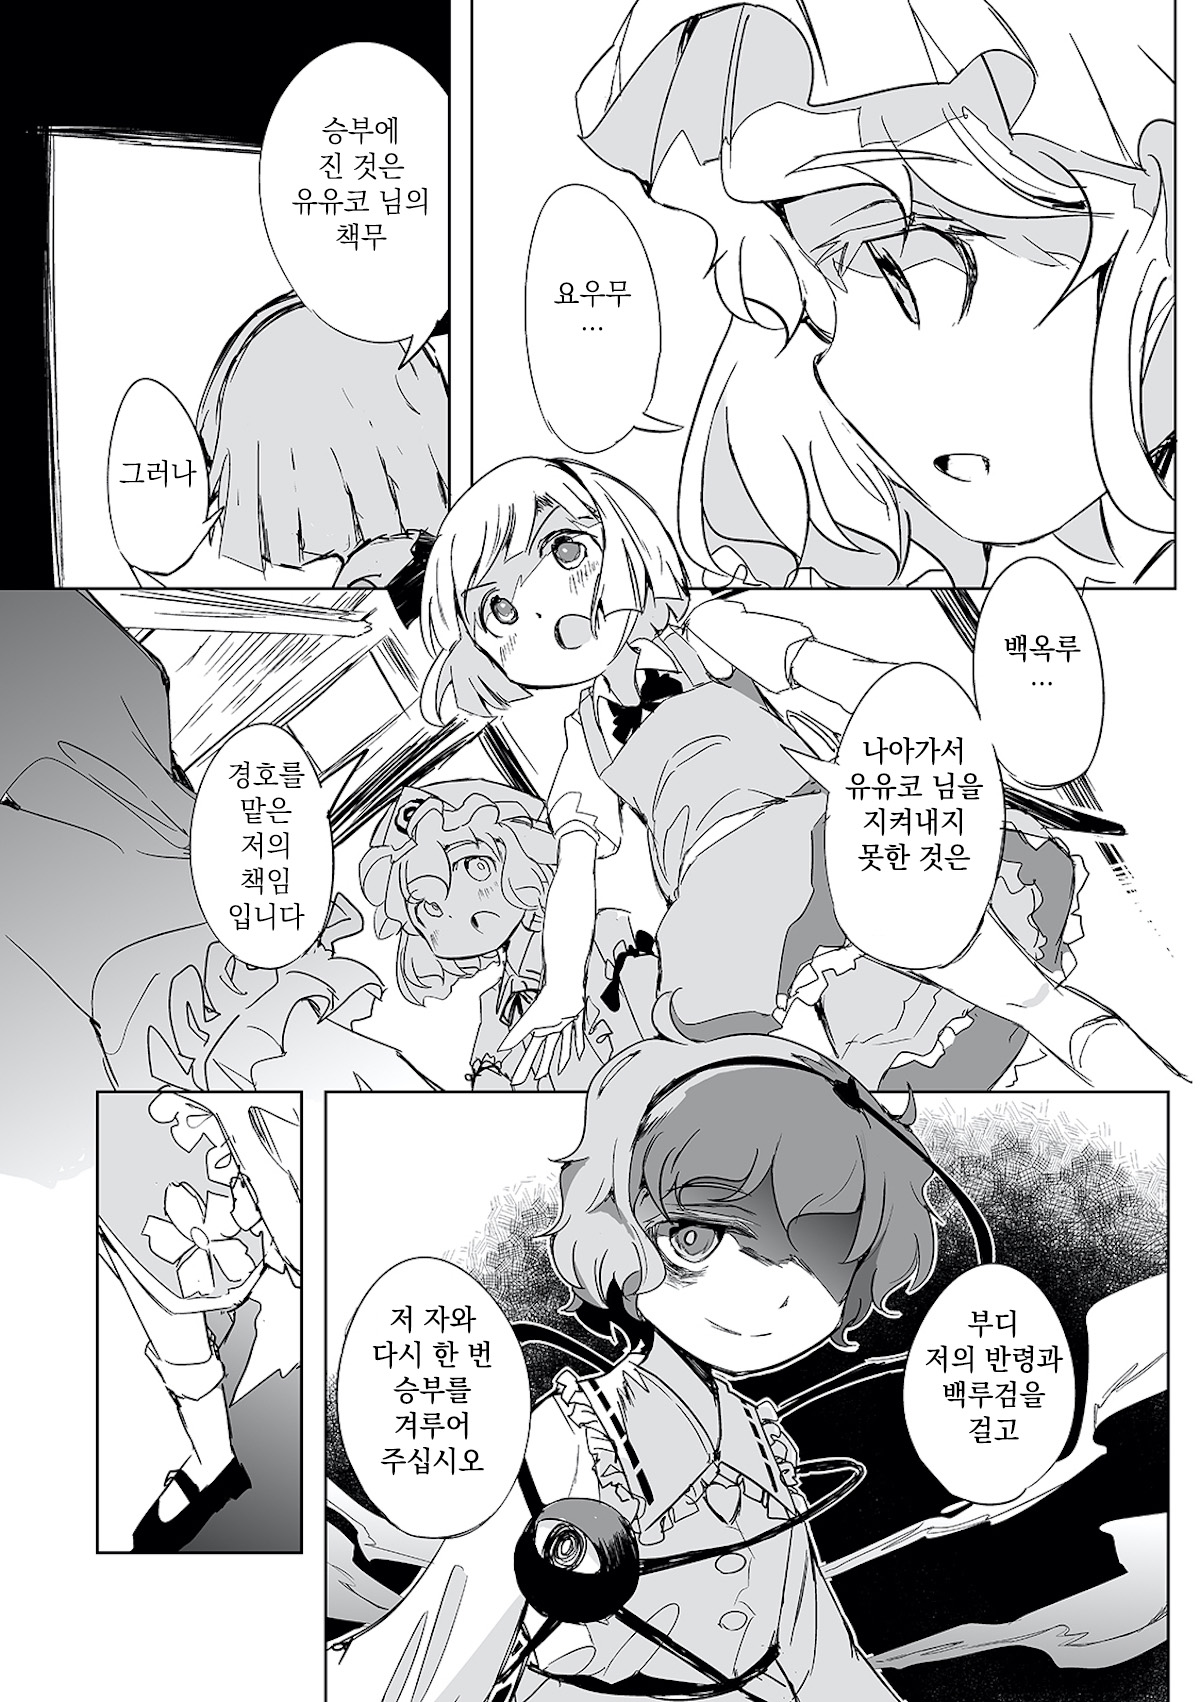 요우무
…
승부에
진 것은
유유코 님의
책무
그러나
백옥루
…
나아가서
유유코 님을
지켜내지
못한 것은
경호를
맡은
저의
책임
입니다
부디
저의 반령과
백루검을
걸고
저 자와
다시 한 번
승부를
겨루어
주십시오